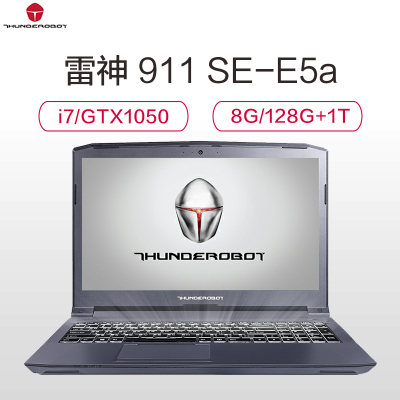 THUNDEROBOT
雷神 911 SE-E5a
i7/GTX1050
8G/128G+1T
THUNDEROBOT
THUNDEROBOT